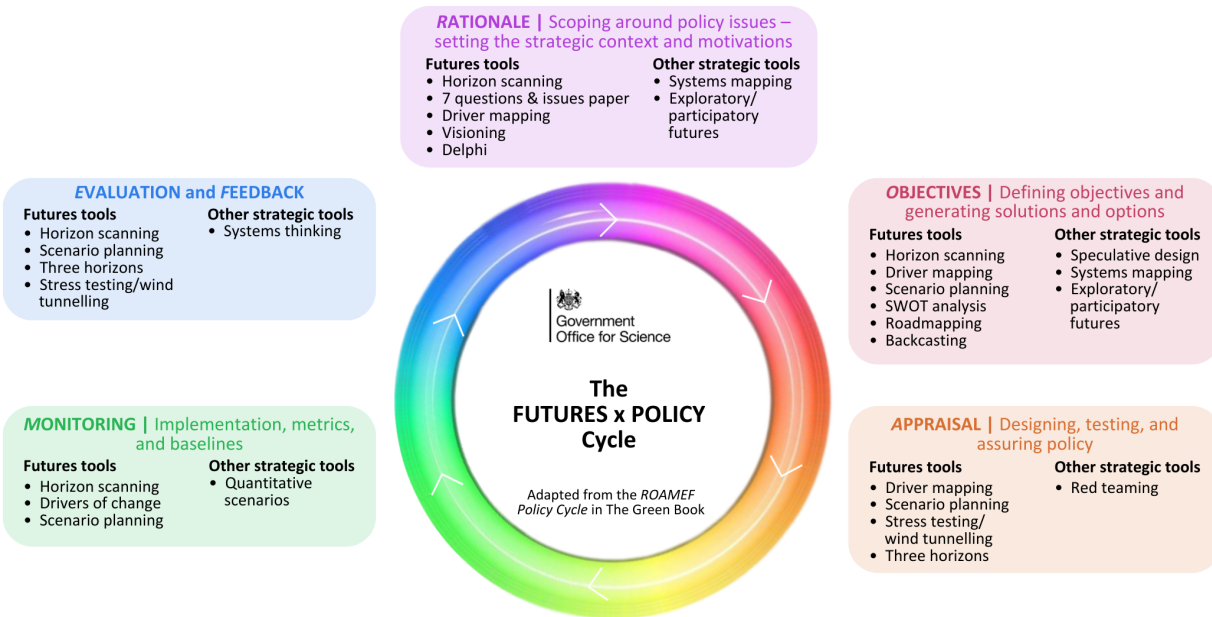 RATIONALE | Scoping around policy issues –
setting the strategic context and motivations
Futures tools
• Horizon scanning
• 7 questions & issues paper
• Driver mapping
• Visioning
• Delphi
Other strategic tools
• Systems mapping
• Exploratory/
participatory
futures
OBJECTIVES | Defining objectives and
generating solutions and options
Futures tools
• Horizon scanning
• Driver mapping
• Scenario planning
• SWOT analysis
• Roadmapping
• Backcasting
Other strategic tools
• Speculative design
• Systems mapping
• Exploratory/
participatory
futures
APPRAISAL | Designing, testing, and
assuring policy
Futures tools
• Driver mapping
• Scenario planning
• Stress testing/
wind tunnelling
• Three horizons
Other strategic tools
• Red teaming
MONITORING | Implementation, metrics,
and baselines
Futures tools
• Horizon scanning
• Drivers of change
• Scenario planning
Other strategic tools
• Quantitative
scenarios
EVALUATION and FEEDBACK
Futures tools
• Horizon scanning
• Scenario planning
• Three horizons
• Stress testing/wind
tunnelling
Other strategic tools
• Systems thinking
Government
Office for Science
The
FUTURES x POLICY
Cycle
Adapted from the ROAMEF
Policy Cycle in The Green Book